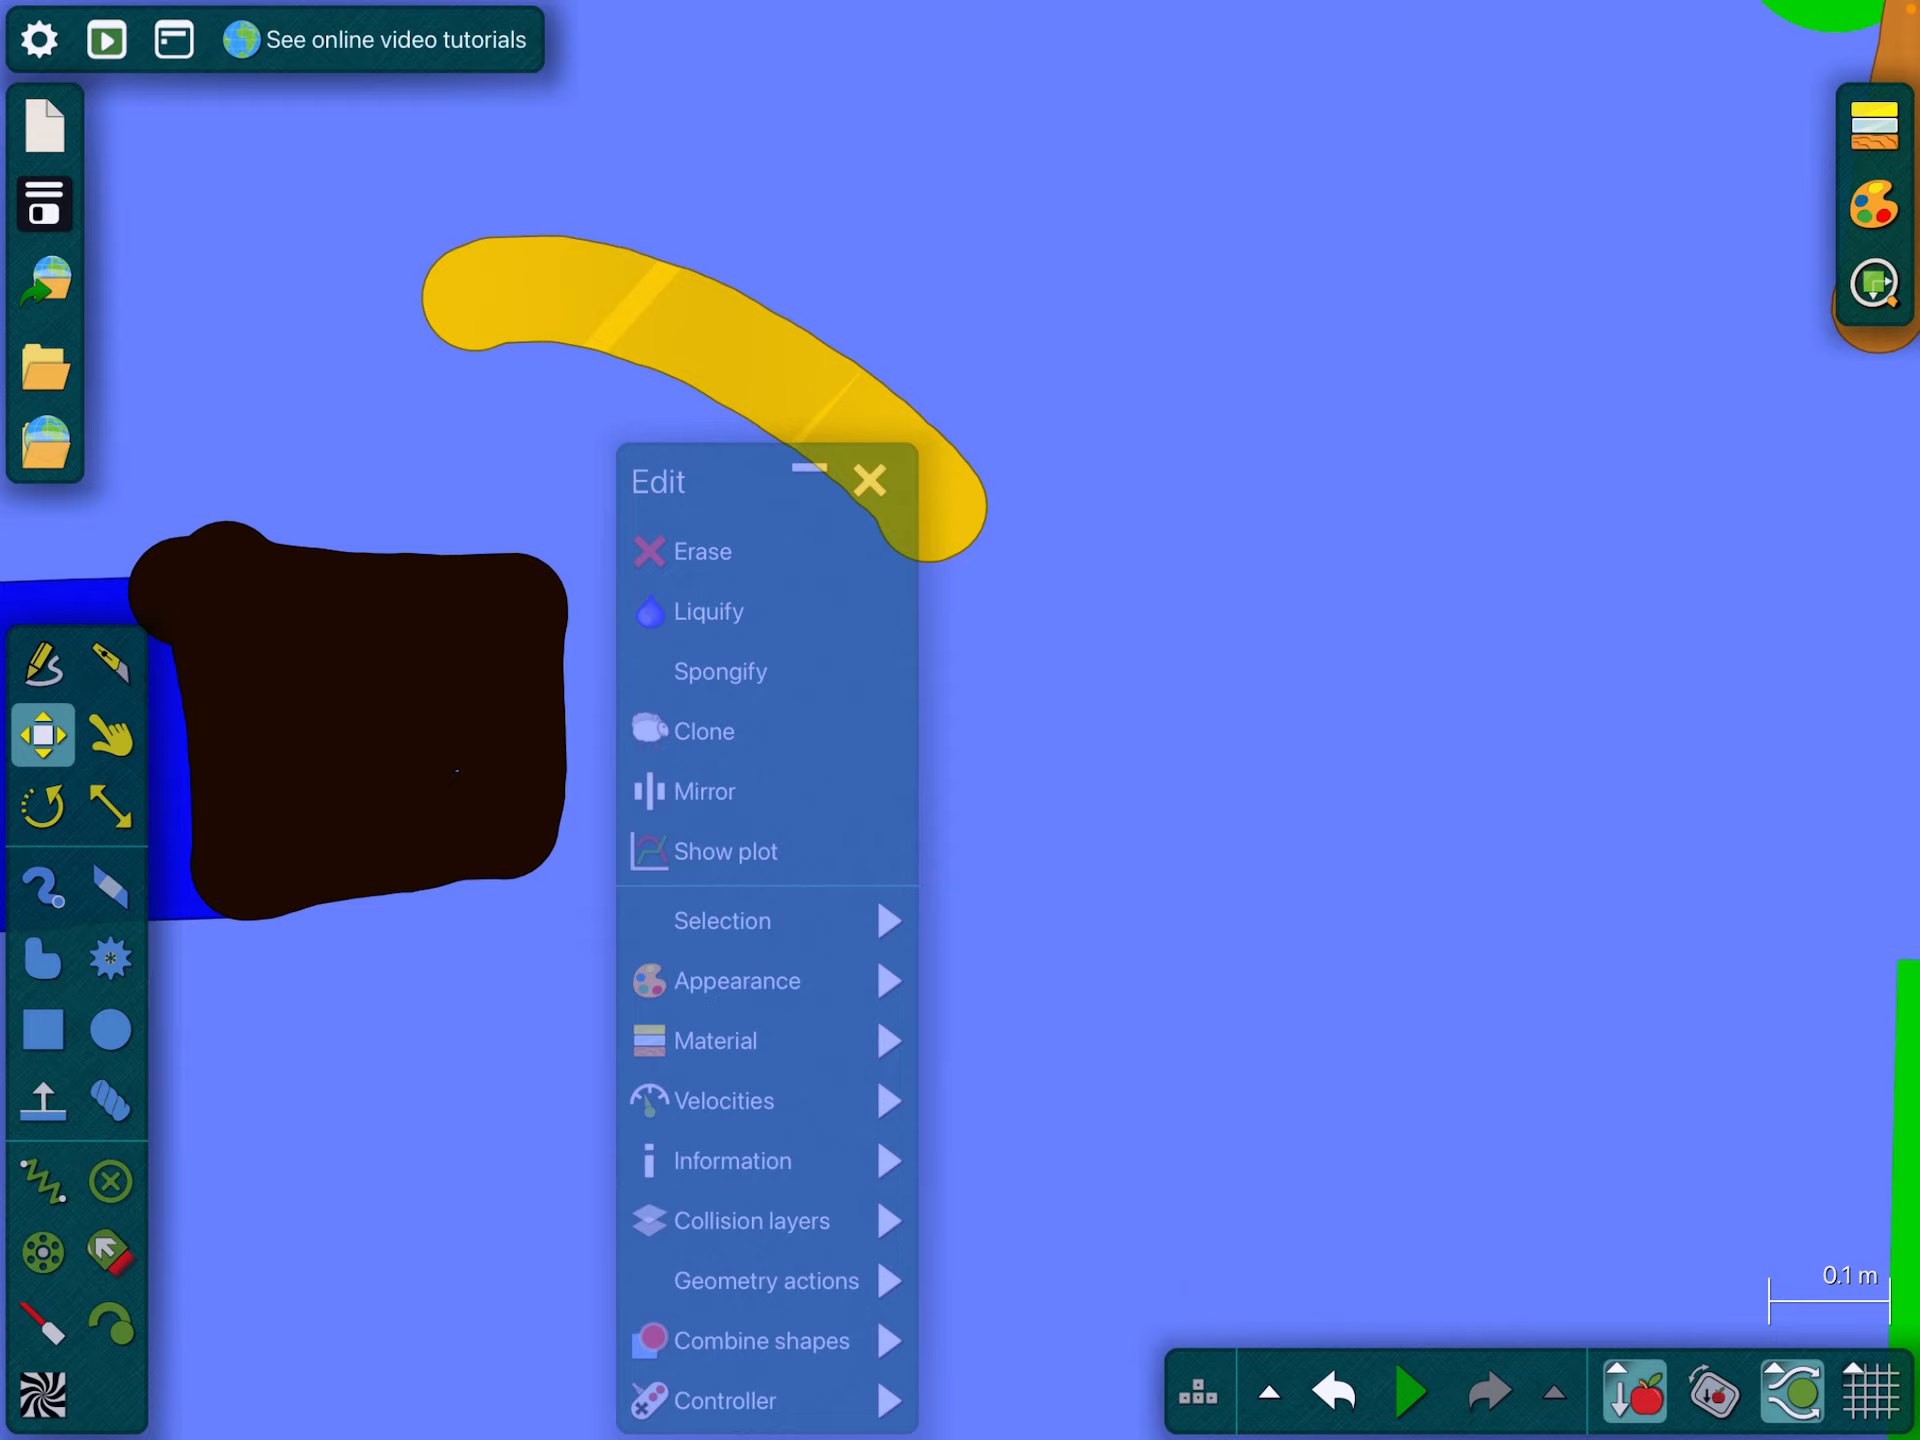 See online video tutorials
Edit
Erase
Liquify
Spongify
Clone
Mirror
Show plot
Selection
Appearance
Material
Velocities
Information
Collision layers
Geometry actions
Combine shapes
Controller
0.1 m